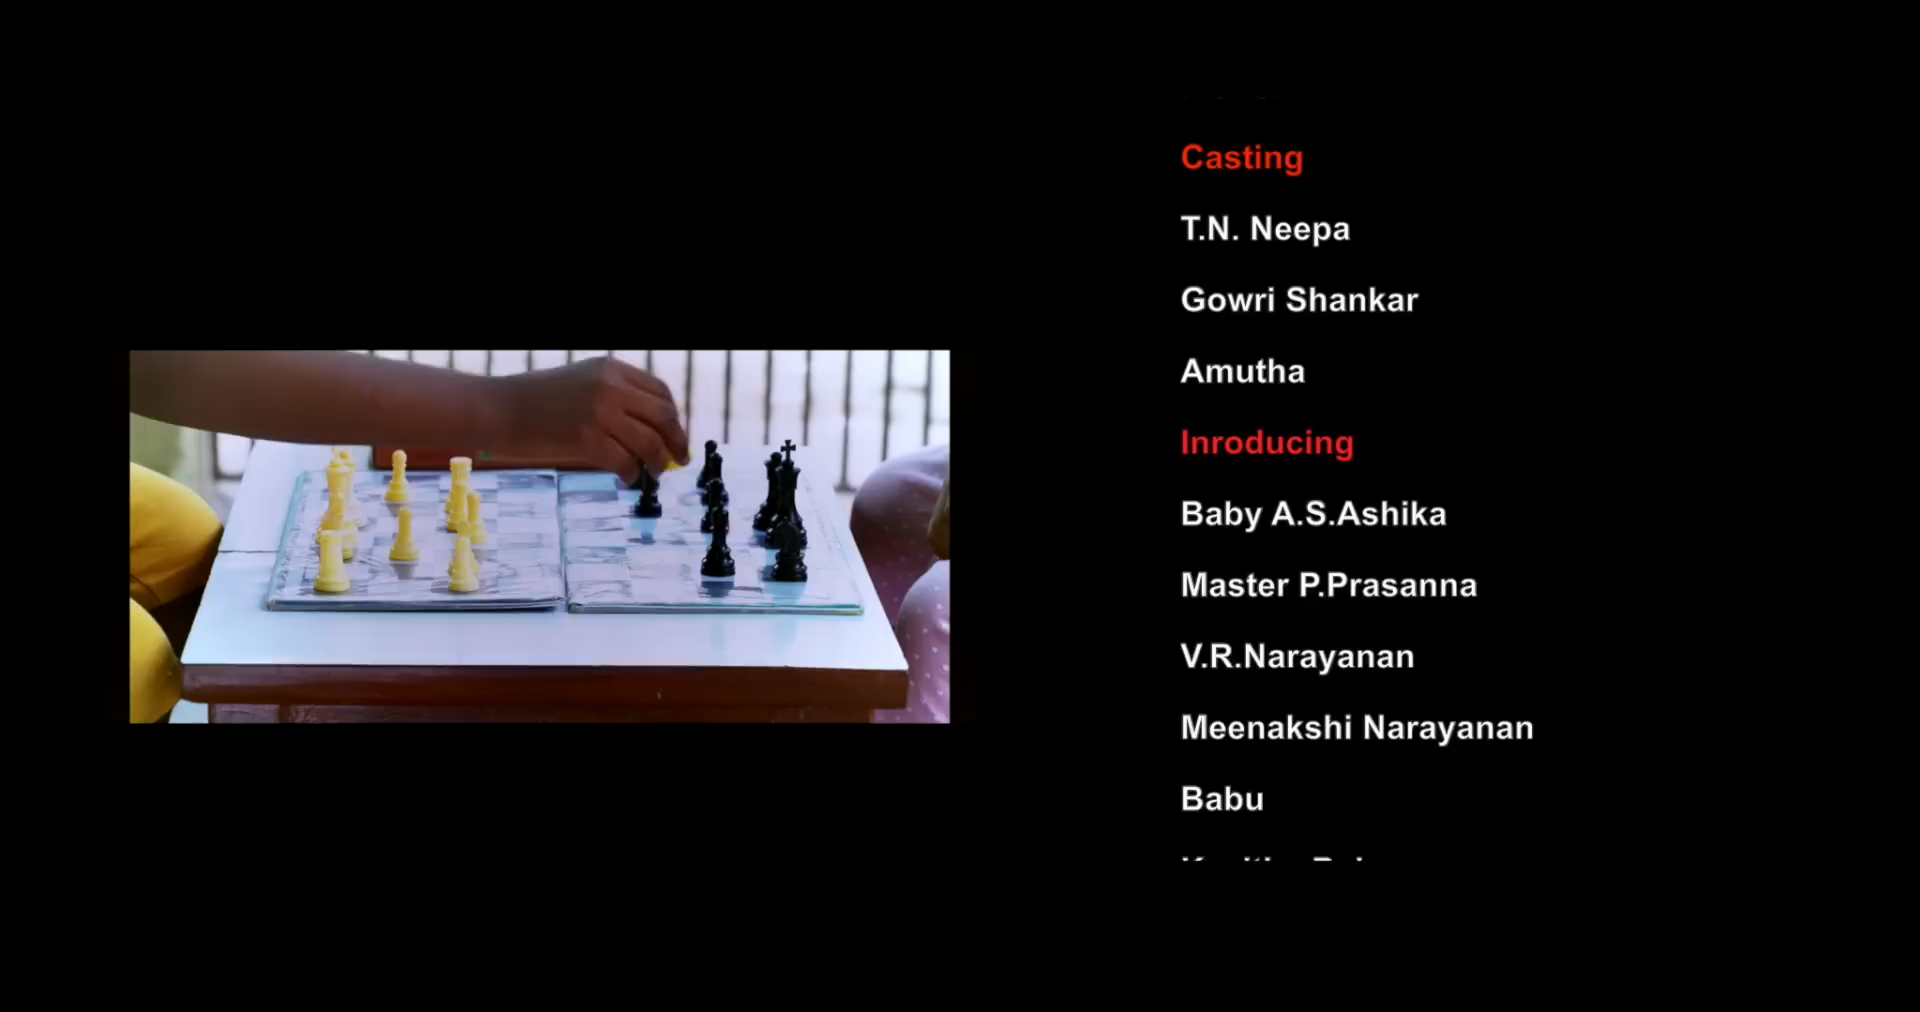 Casting
T.N. Neepa
Gowri Shankar
Amutha
Inroducing
Baby A.S.Ashika
Master P.Prasanna
V.R.Narayanan
Meenakshi Narayanan
Babu